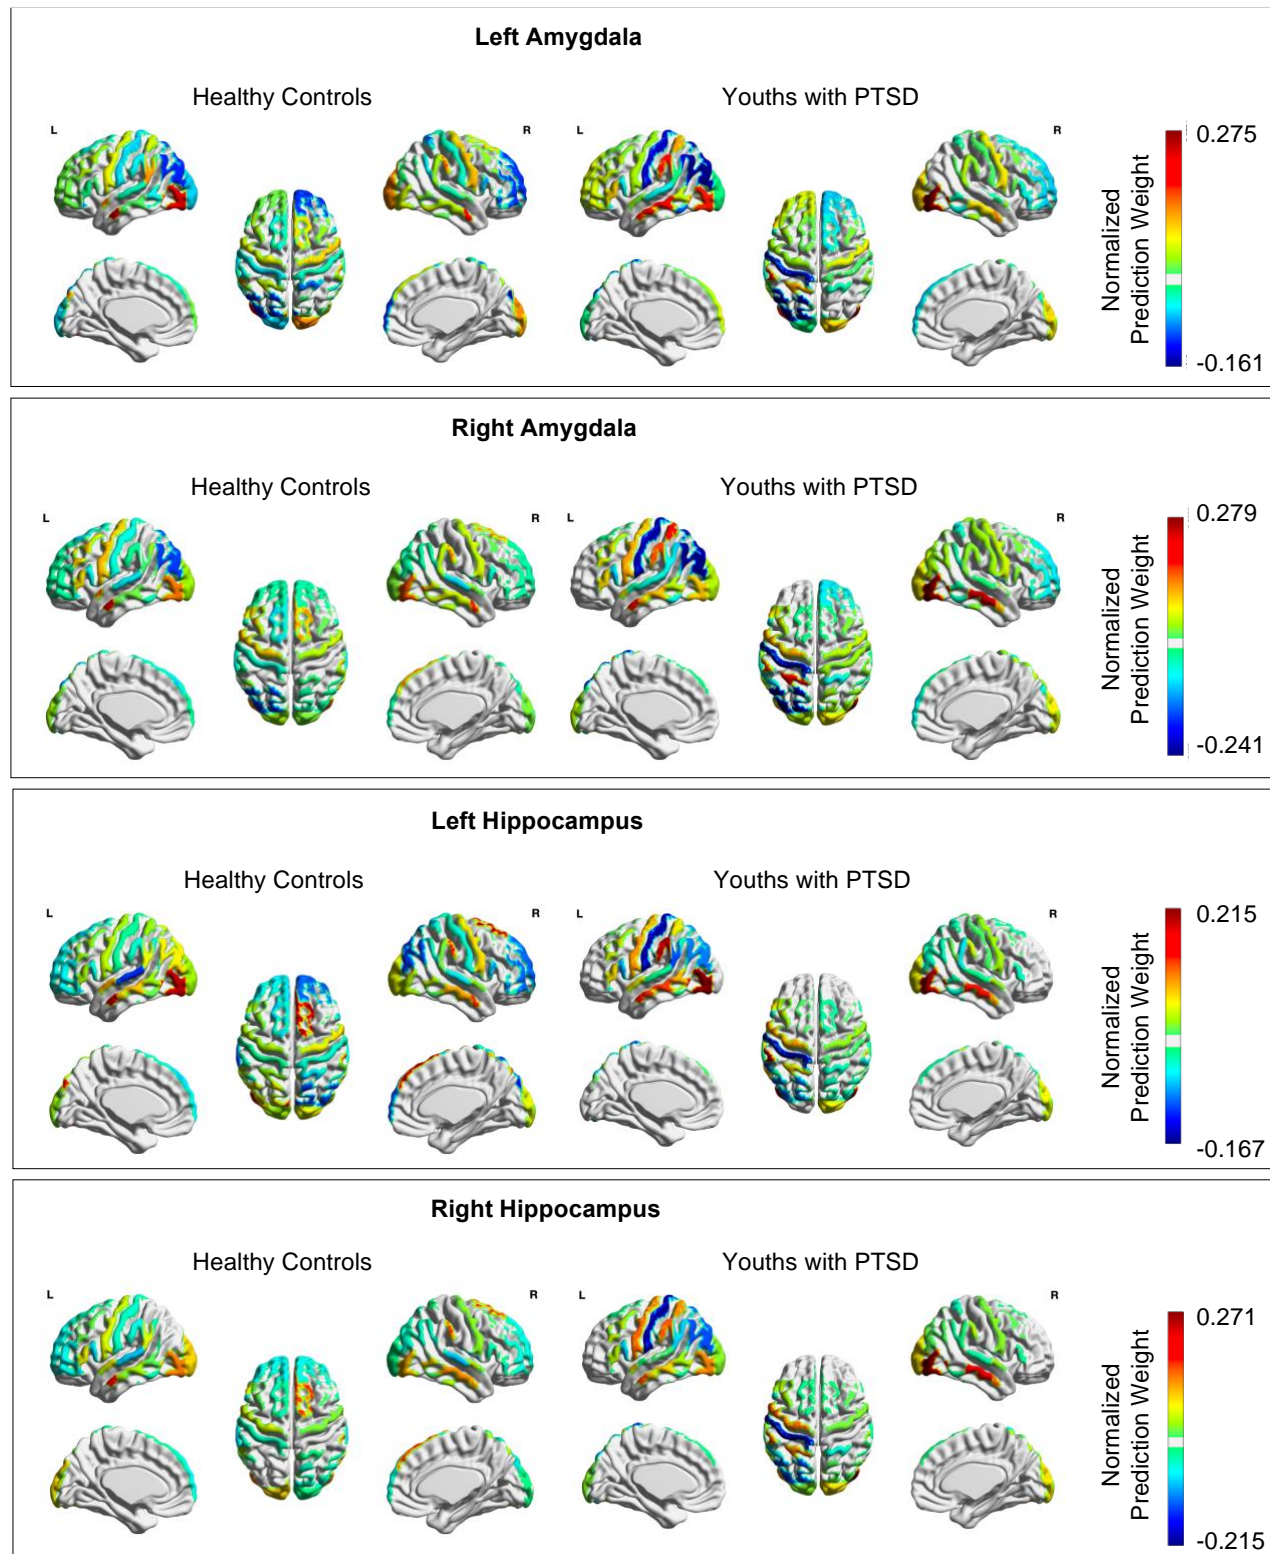 Left Amygdala
Healthy Controls
Youths with PTSD
L
R
L
R
0.275
Normalized
Prediction Weight
-0.161
Right Amygdala
Healthy Controls
Youths with PTSD
L
R
L
R
0.279
Normalized
Prediction Weight
-0.241
Left Hippocampus
Healthy Controls
Youths with PTSD
L
R
L
R
0.215
Normalized
Prediction Weight
-0.167
Right Hippocampus
Healthy Controls
Youths with PTSD
L
R
L
R
0.271
Normalized
Prediction Weight
-0.215